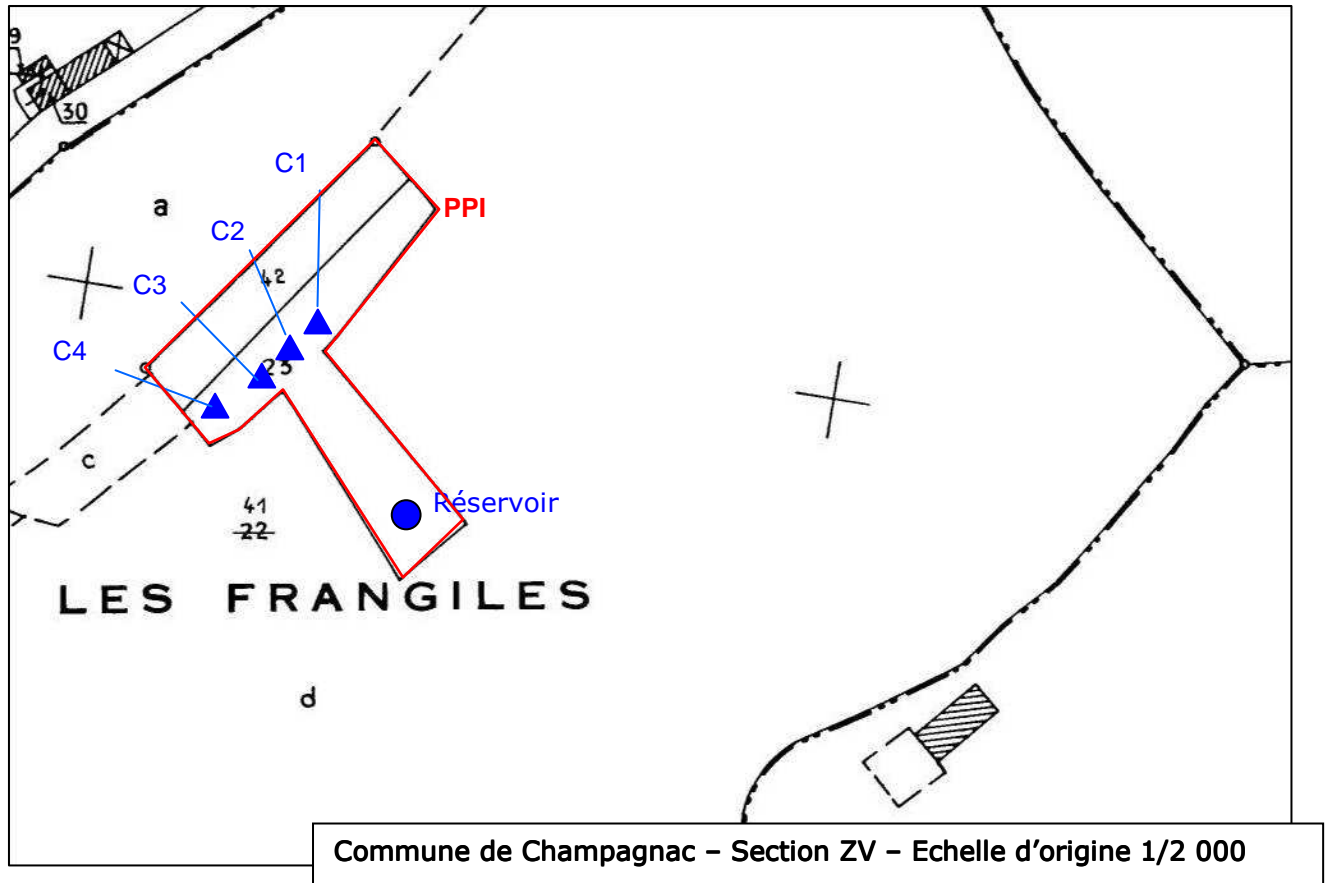 9
30
C1
a
PPI
C2
42
C3
C4
23
c
41
22
Réservoir
LES FRANGILES
d
Commune de Champagnac – Section ZV – Echelle d'origine 1/2 000